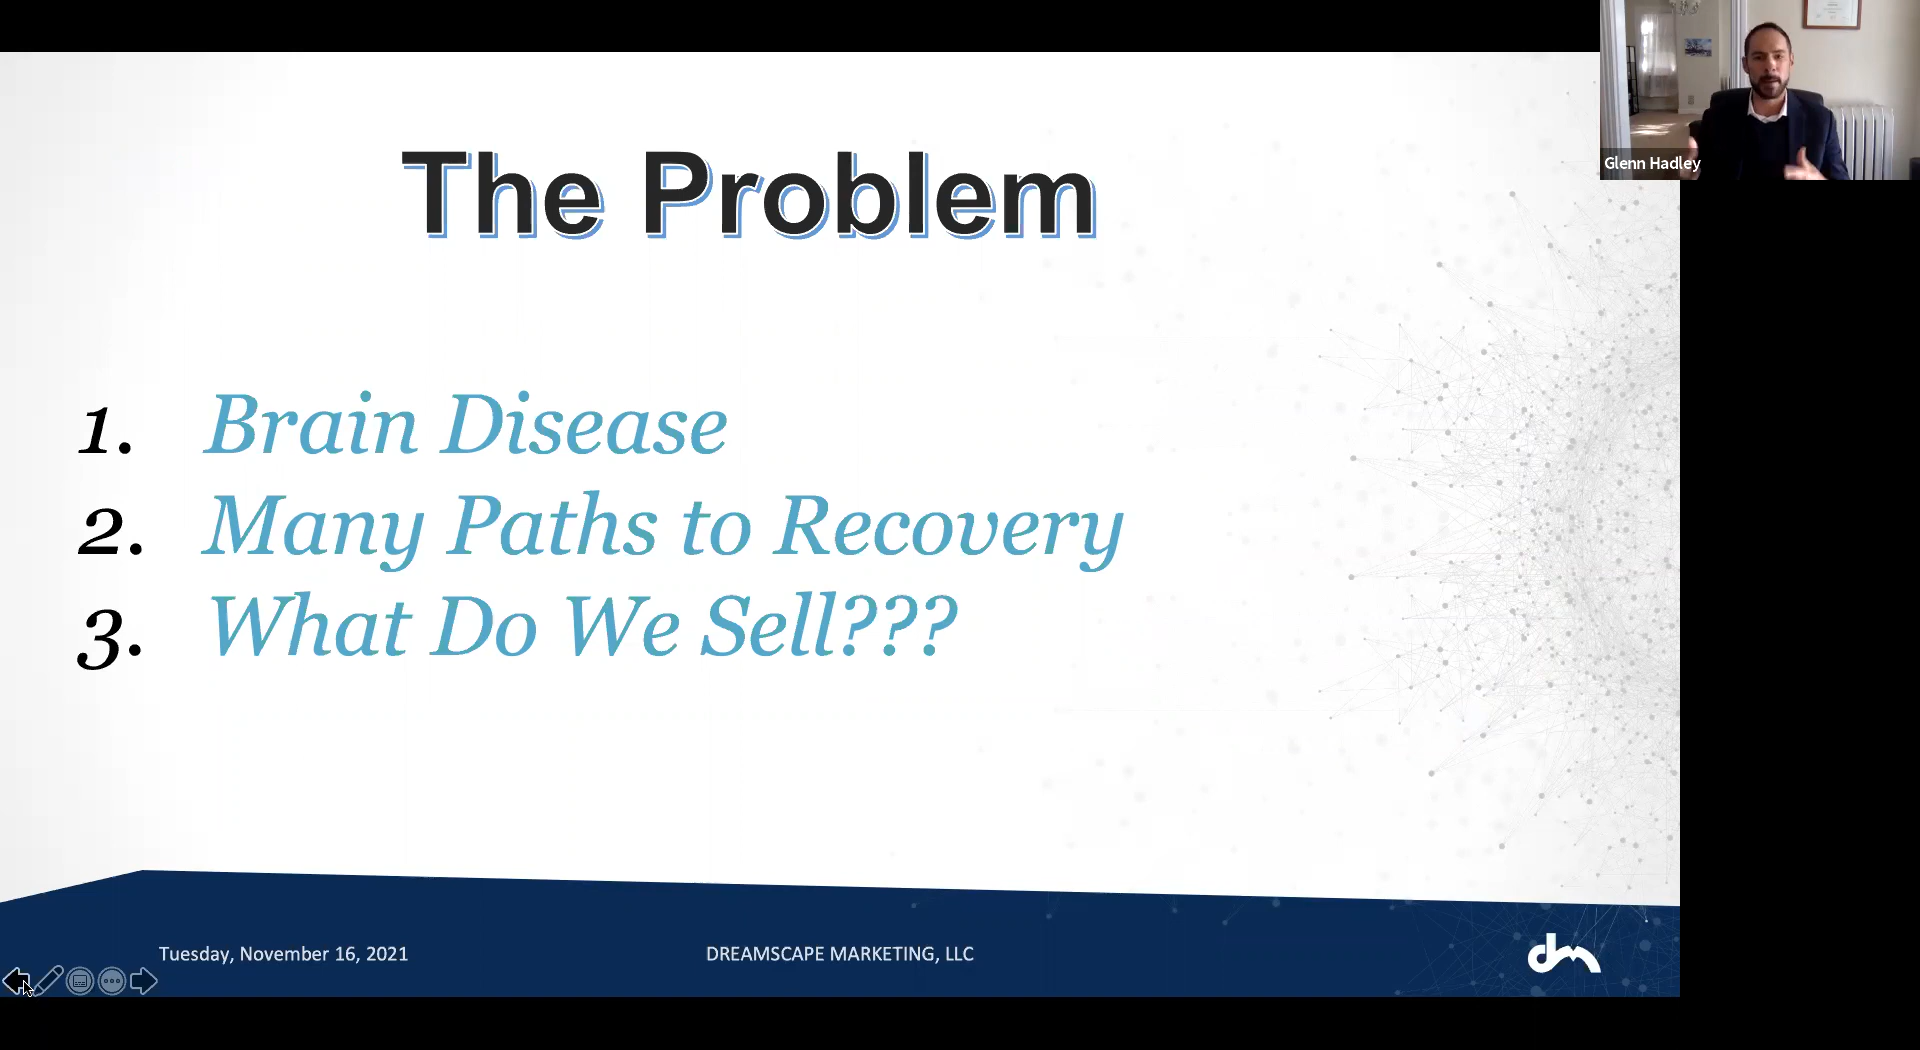 The Problem
1. Brain Disease
2. Many Paths to Recovery
3. What Do We Sell???
Glenn Hadley
Tuesday, November 16, 2021
DREAMSCAPE MARKETING, LLC
dm